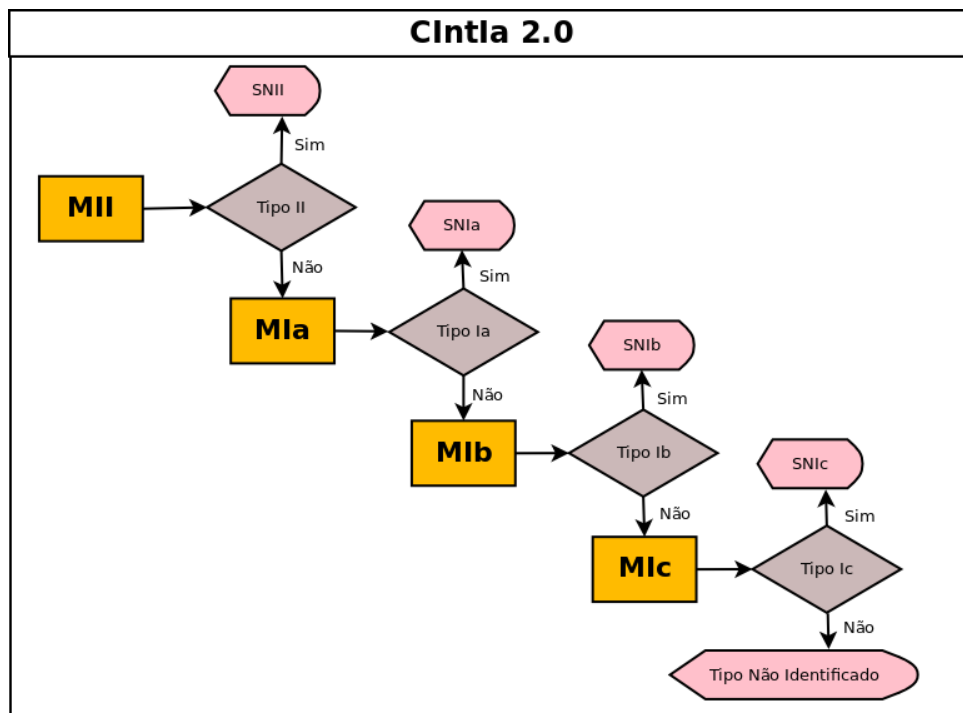 CIntIa 2.0
SNII
Sim
MII
Tipo II
Não
SNIa
Sim
MIa
Tipo Ia
Não
SNIb
Sim
MIb
Tipo Ib
Não
SNIc
Sim
MIc
Tipo Ic
Não
Tipo Não Identificado